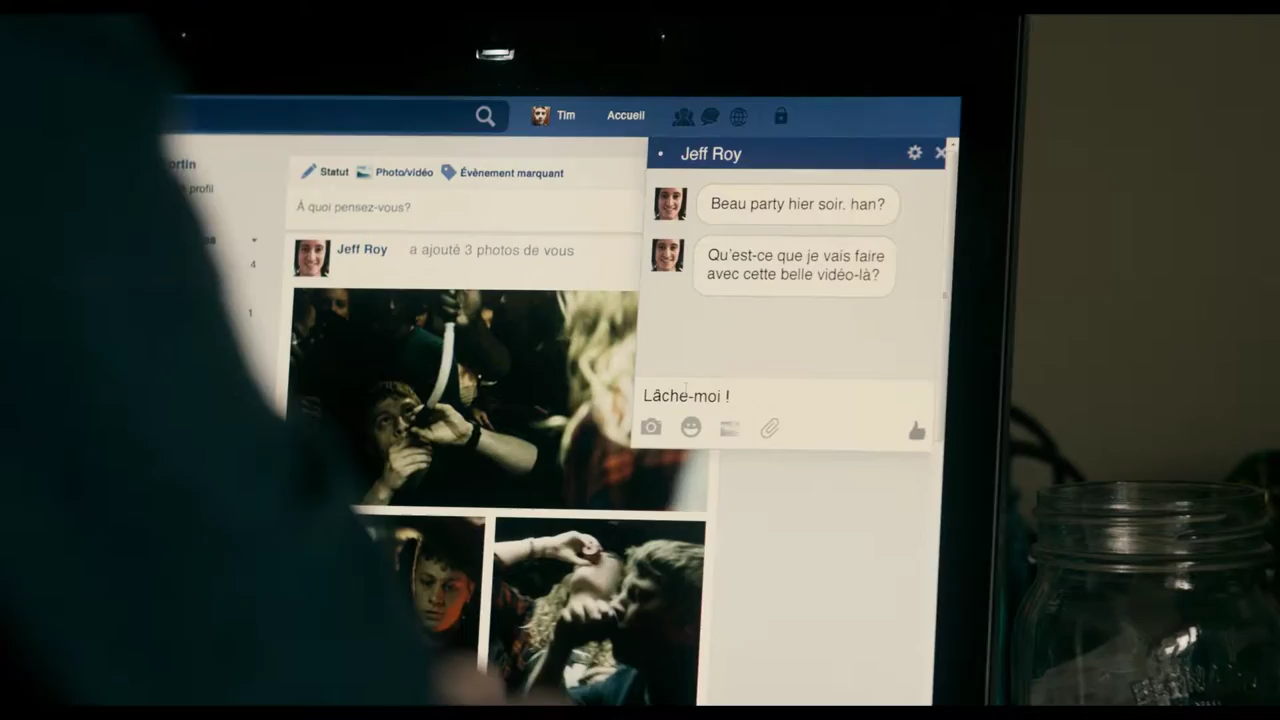 Tim Accueil
ortin
profil
4
1
Statut Photo/vidéo Évènement marquant
À quoi pensez-vous?
Jeff Roy a ajouté 3 photos de vous
Jeff Roy
Beau party hier soir. han?
Qu'est-ce que je vais faire
avec cette belle vidéo-là?
Lâche-moi !